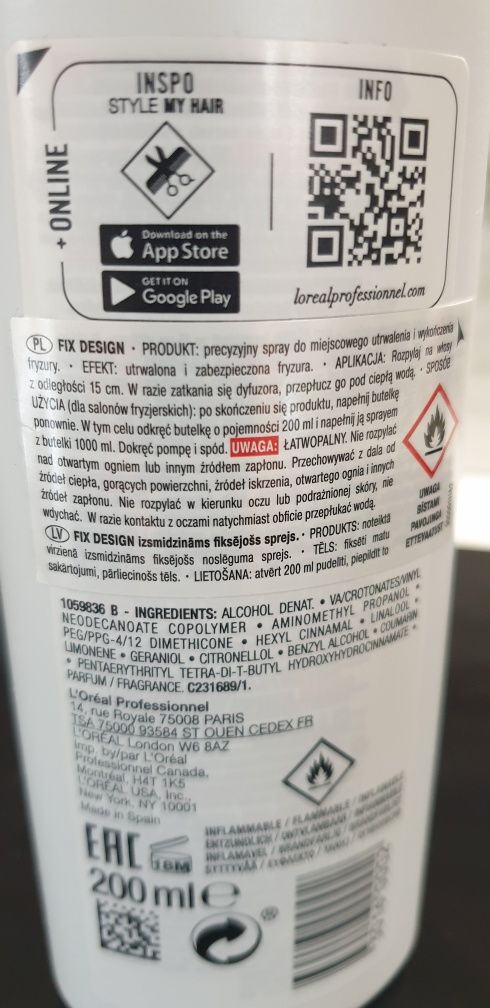 INSPO
STYLE MY HAIR
INFO
+ ONLINE
Download on the
App Store
GET IT ON
Google Play
lorealprofessionnel.com
PL FIX DESIGN • PRODUKT: precyzyjny spray do miejscowego utrwalenia i wykończenia
fryzury. • EFEKT: utrwalona i zabezpieczona fryzura. • APLIKACJA: Rozpylaj na włosy
z odległości 15 cm. W razie zatkania się dyfuzora, przepłucz go pod ciepłą wodą. • SPOSÓB
UŻYCIA (dla salonów fryzjerskich): po skończeniu się produktu, napełnij butelkę
ponownie. W tym celu odkręć butelkę o pojemności 200 ml i napełnij ją sprayem
z butelki 1000 ml. Dokręć pompę i spód. UWAGA: ŁATWOPALNY. Nie rozpylać
nad otwartym ogniem lub innym źródłem zapłonu. Przechowywać z dala od
źródeł ciepła, gorących powierzchni, źródeł iskrzenia, otwartego ognia i innych
źródeł zapłonu. Nie rozpylać w kierunku oczu lub podrażnionej skóry, nie
wdychać. W razie kontaktu z oczami natychmiast obficie przepłukać wodą.
UWAGA
BĪSTAMI
PAVOJINGA
ETTEVAATUST
LV FIX DESIGN izsmidzināms fiksējošs sprejs. • PRODUKTS: noteiktā
virzienā izsmidzināms fiksējošs noslēguma sprejs. • TĒLS: fiksēti matu
sakārtojumi, pārliecinošs tēls. • LIETOŠANA: atvērt 200 ml pudelīti, piepildīt to
1059836 B - INGREDIENTS: ALCOHOL DENAT. • VA/CROTONATES/VINYL
NEODECANOATE COPOLYMER • AMINOMETHYL PROPANOL •
PEG/PPG-4/12 DIMETHICONE • HEXYL CINNAMAL • LINALOOL •
LIMONENE • GERANIOL • CITRONELLOL • BENZYL ALCOHOL • COUMARIN
• PENTAERYTHRITYL TETRA-DI-T-BUTYL HYDROXYHYDROCINNAMATE •
PARFUM / FRAGRANCE. C231689/1.
L'Oréal Professionnel
14, rue Royale 75008 PARIS
TSA 75000 93584 ST OUEN CEDEX FR
L'ORÉAL London W6 8AZ
Imp. by/par L'Oréal
Professionnel Canada,
Montréal, H4T 1K5
L'ORÉAL USA, Inc.,
New York, NY 10001
Made in Spain
EAC
18M
INFLAMMABLE / FLAMMABLE / INFLAMABLE
200 ml e